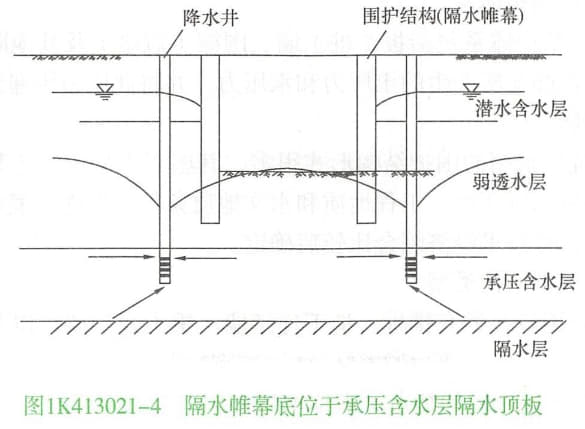 降水井
围护结构(隔水帷幕)
潜水含水层
弱透水层
承压含水层
隔水层
图1K413021-4 隔水帷幕底位于承压含水层隔水顶板